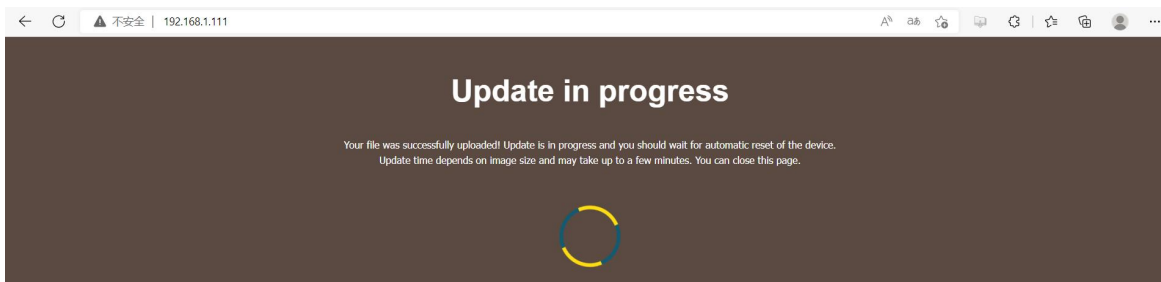 不安全 | 192.168.1.111
Update in progress
Your file was successfully uploaded! Update is in progress and you should wait for automatic reset of the device.
Update time depends on image size and may take up to a few minutes. You can close this page.